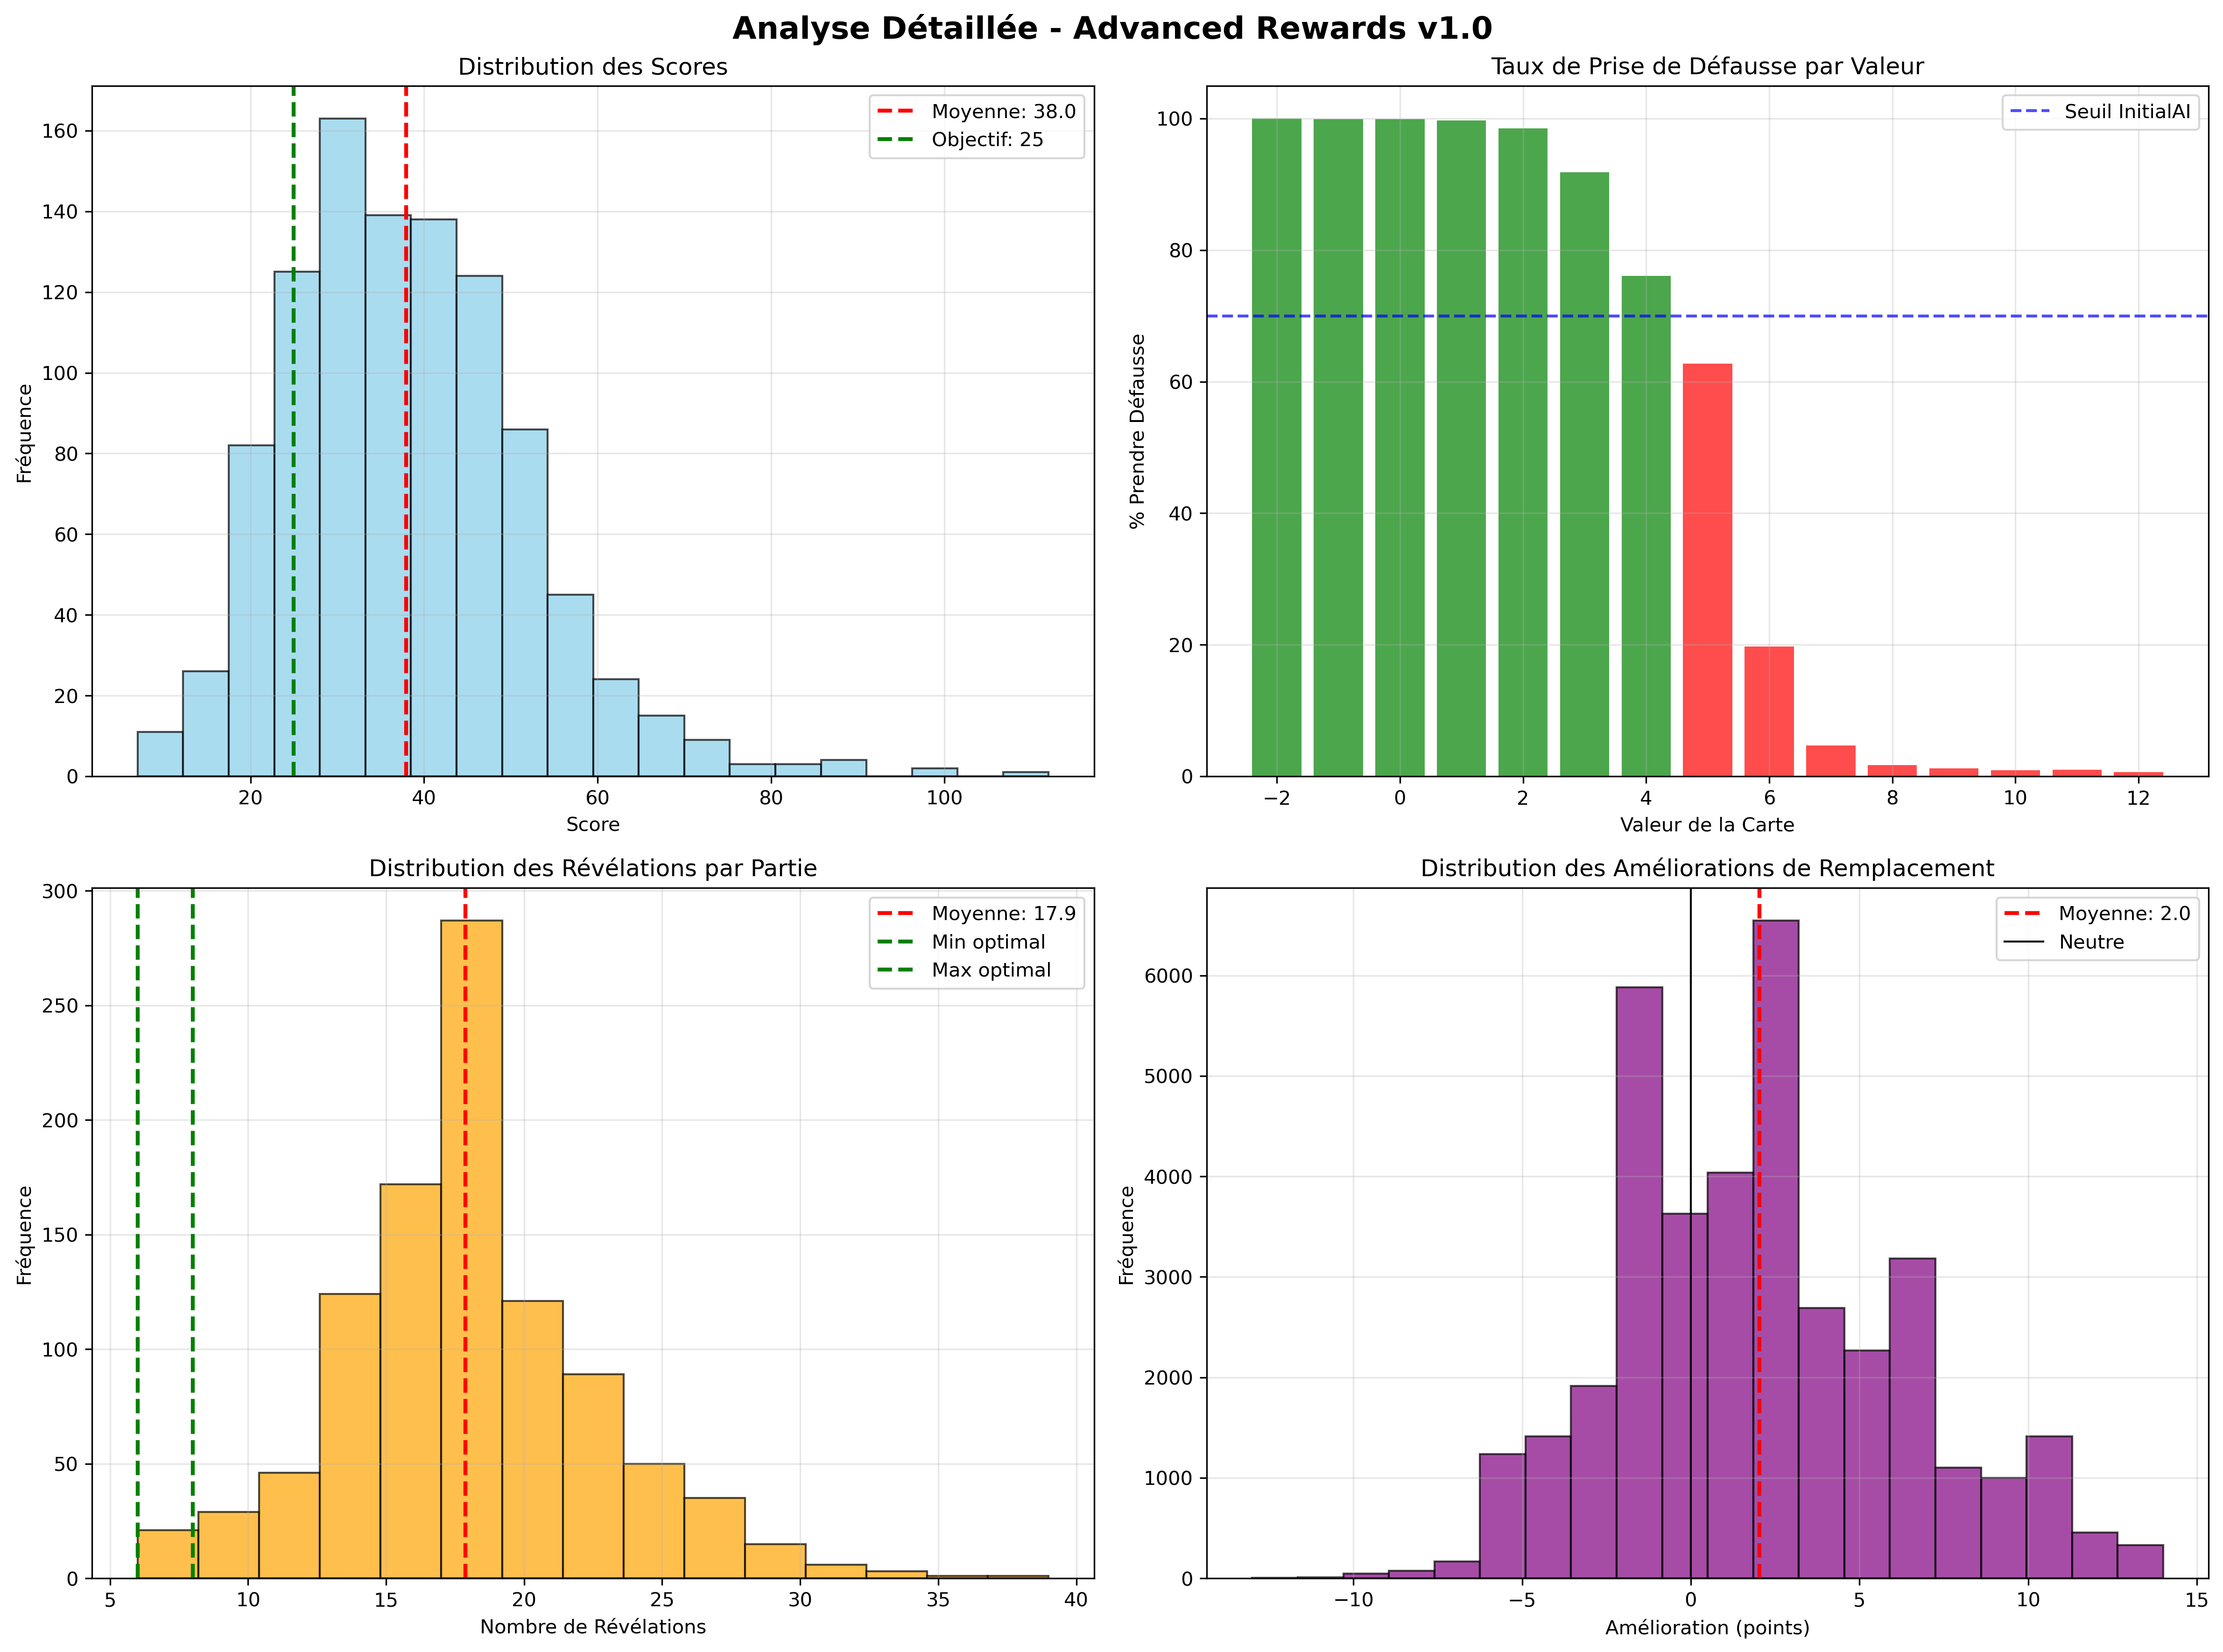 Analyse Détaillée - Advanced Rewards v1.0
Distribution des Scores
Fréquence
160
140
120
100
80
60
40
20
0
Moyenne: 38.0
Objectif: 25
20 40 60 80 100
Score
Taux de Prise de Défausse par Valeur
% Prendre Défausse
100
80
60
40
20
0
Seuil InitialAI
−2 0 2 4 6 8 10 12
Valeur de la Carte
Distribution des Révélations par Partie
Fréquence
300
250
200
150
100
50
0
Moyenne: 17.9
Min optimal
Max optimal
5 10 15 20 25 30 35 40
Nombre de Révélations
Distribution des Améliorations de Remplacement
Fréquence
6000
5000
4000
3000
2000
1000
0
Moyenne: 2.0
Neutre
−10 −5 0 5 10 15
Amélioration (points)